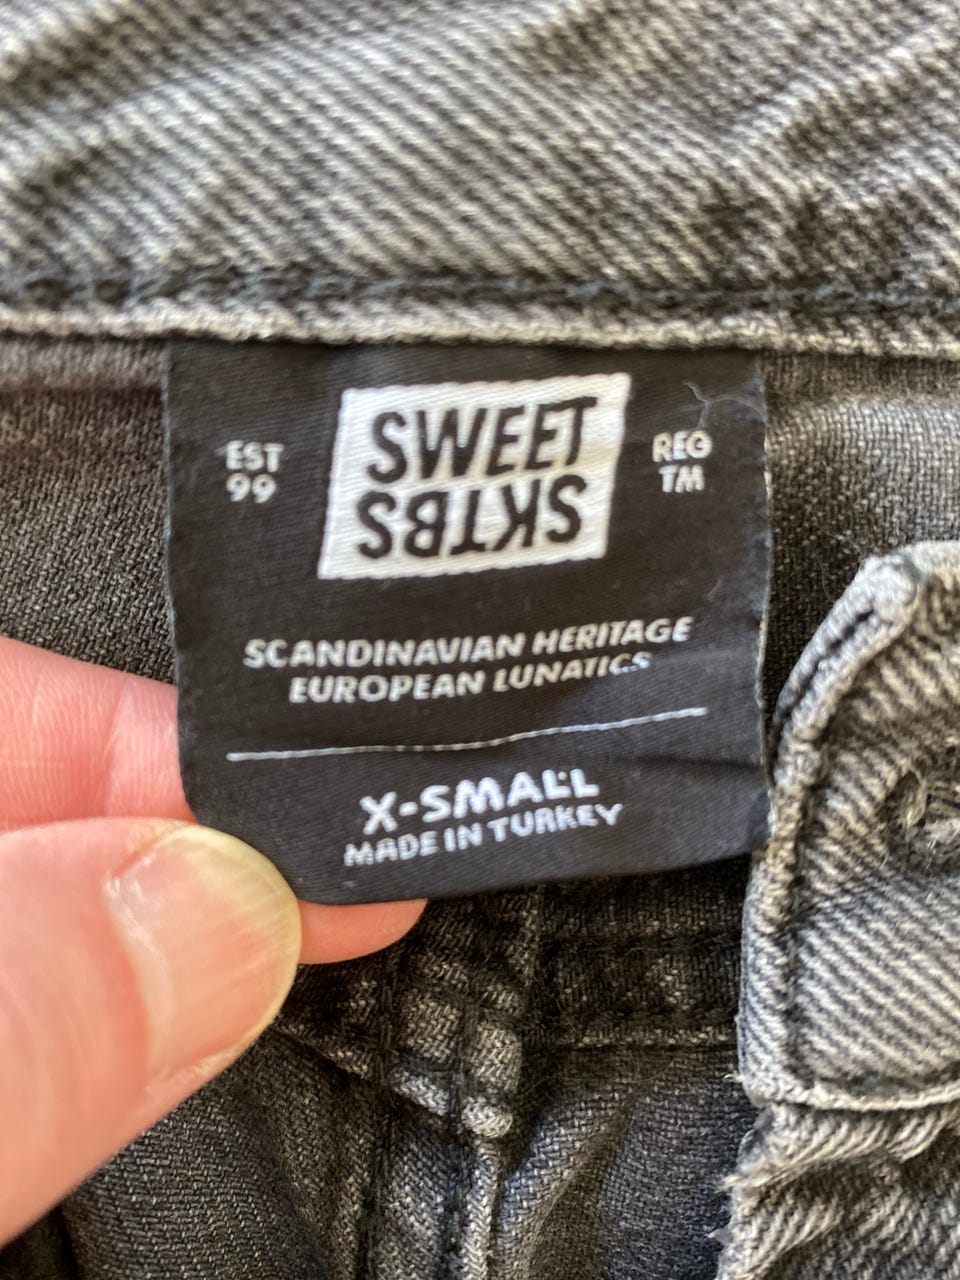 SWEET
SKTBS
EST
99
REG
TM
SCANDINAVIAN HERITAGE
EUROPEAN LUNATICS
X-SMALL
MADE IN TURKEY